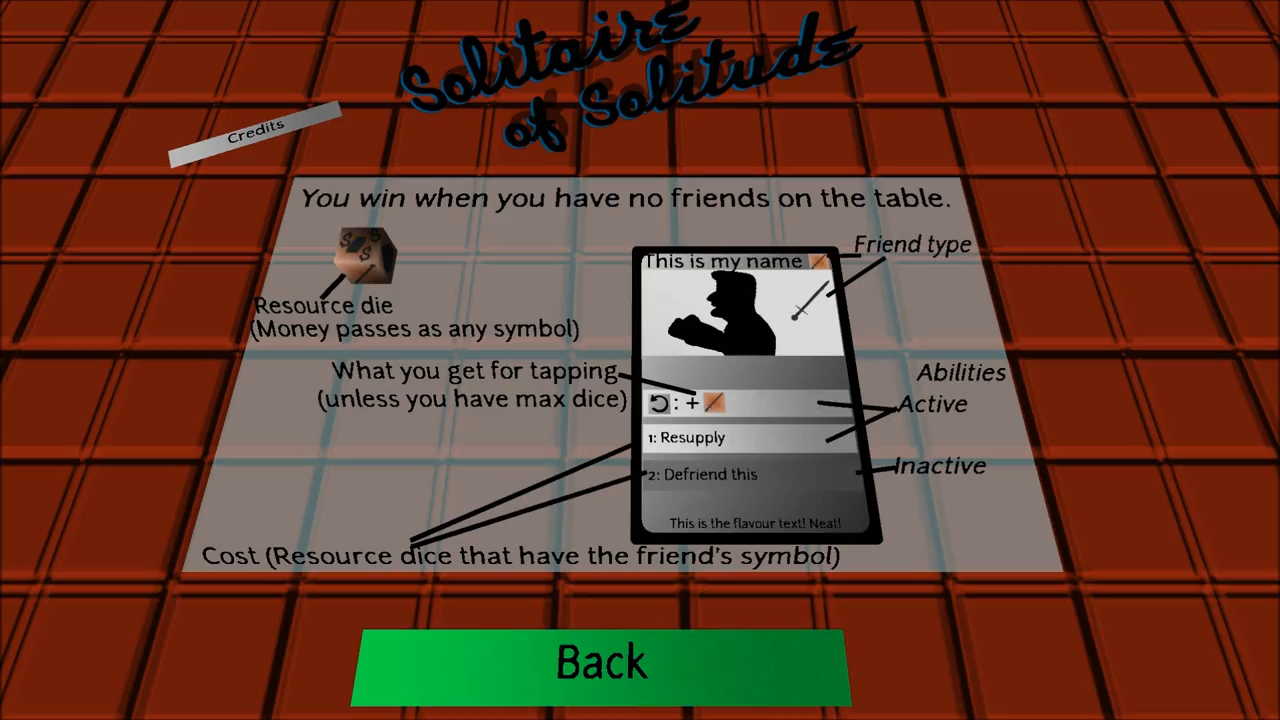 Solitaire
of Solitude
Credits
You win when you have no friends on the table.
Friend type
This is my name
Resource die
(Money passes as any symbol)
What you get for tapping
(unless you have max dice)
Abilities
: +
Active
1: Resupply
Inactive
2: Defriend this
This is the flavour text! Neat!
Cost (Resource dice that have the friend's symbol)
Back